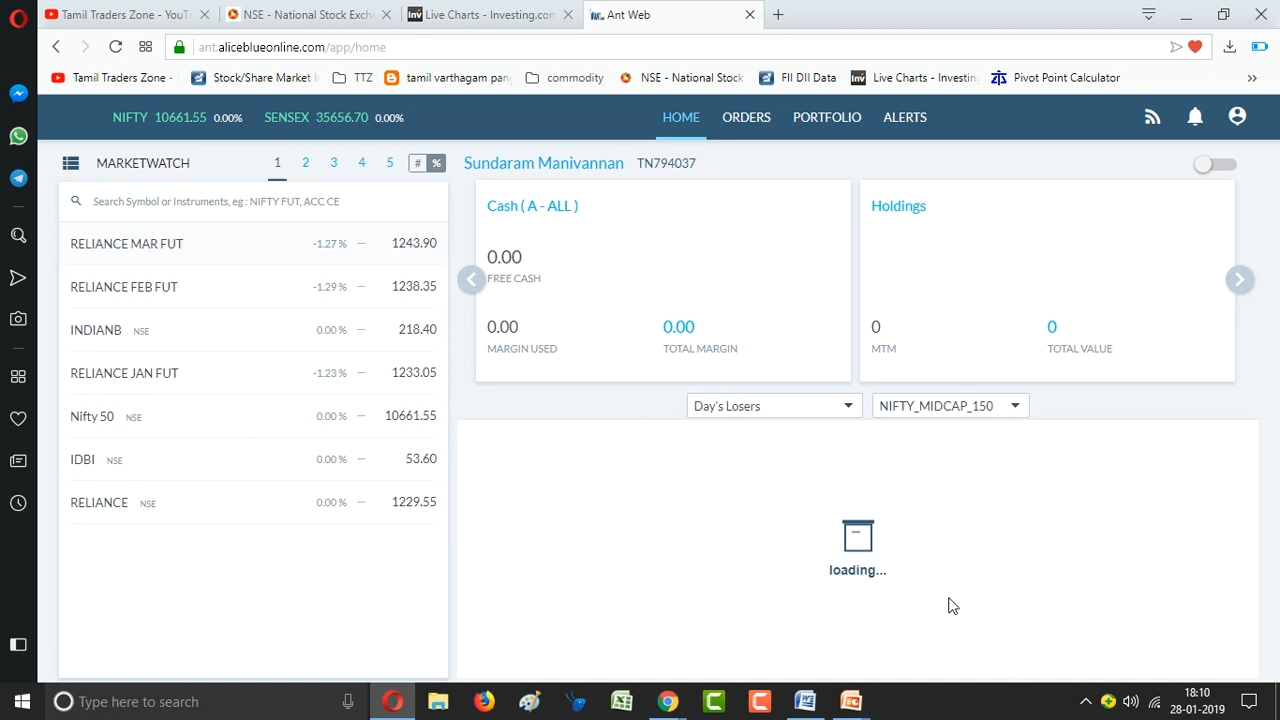 Tamil Traders Zone - YouT
NSE - National Stock Exch
Inv Live Charts - Investing.com
Ant Web
ant.aliceblueonline.com/app/home
Tamil Traders Zone -
Stock/Share Market I
TTZ
tamil varthagam pan
commodity
NSE - National Stock
FII DII Data
Inv Live Charts - Investin
Pivot Point Calculator
NIFTY 10661.55 0.00% SENSEX 35656.70 0.00%
HOME ORDERS PORTFOLIO ALERTS
MARKETWATCH 1 2 3 4 5 # %
Search Symbol or Instruments, eg : NIFTY FUT, ACC CE
RELIANCE MAR FUT -1.27 % 1243.90
RELIANCE FEB FUT -1.29 % 1238.35
INDIANB NSE 0.00 % 218.40
RELIANCE JAN FUT -1.23 % 1233.05
Nifty 50 NSE 0.00 % 10661.55
IDBI NSE 0.00 % 53.60
RELIANCE NSE 0.00 % 1229.55
Sundaram Manivannan TN794037
Cash ( A - ALL )
0.00
FREE CASH
0.00 0.00
MARGIN USED TOTAL MARGIN
Holdings
0 0
MTM TOTAL VALUE
Day's Losers NIFTY_MIDCAP_150
loading...
Type here to search
18:10
28-01-2019